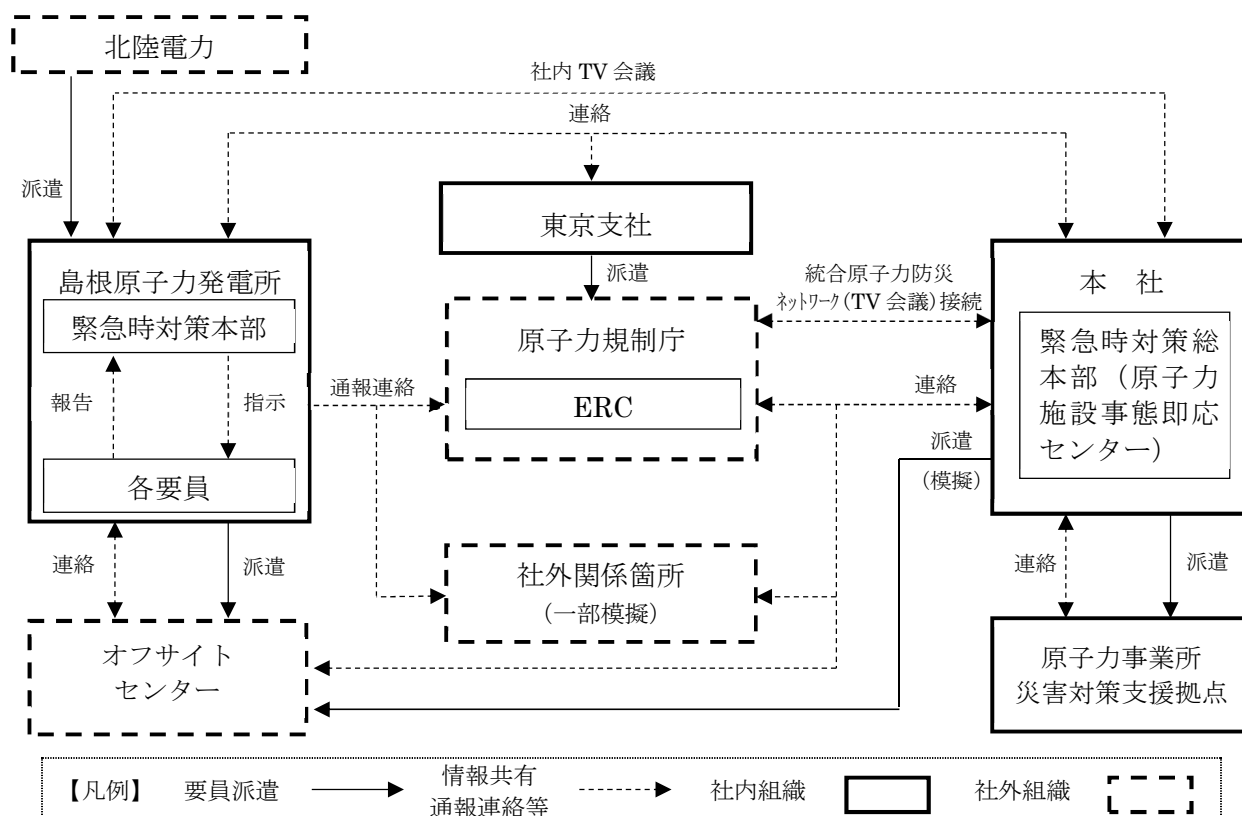 北陸電力
社内 TV 会議
連絡
派遣
東京支社
島根原子力発電所
緊急時対策本部
報告
指示
各要員
派遣
統合原子力防災
ﾈｯﾄﾜｰｸ(TV 会議)接続
原子力規制庁
ERC
通報連絡
連絡
本　社
緊急時対策総
本部（原子力
施設事態即応
センター）
派遣
(模擬)
連絡
派遣
社外関係箇所
(一部模擬)
連絡
派遣
オフサイト
センター
原子力事業所
災害対策支援拠点
【凡例】 要員派遣 情報共有
通報連絡等 社内組織 社外組織